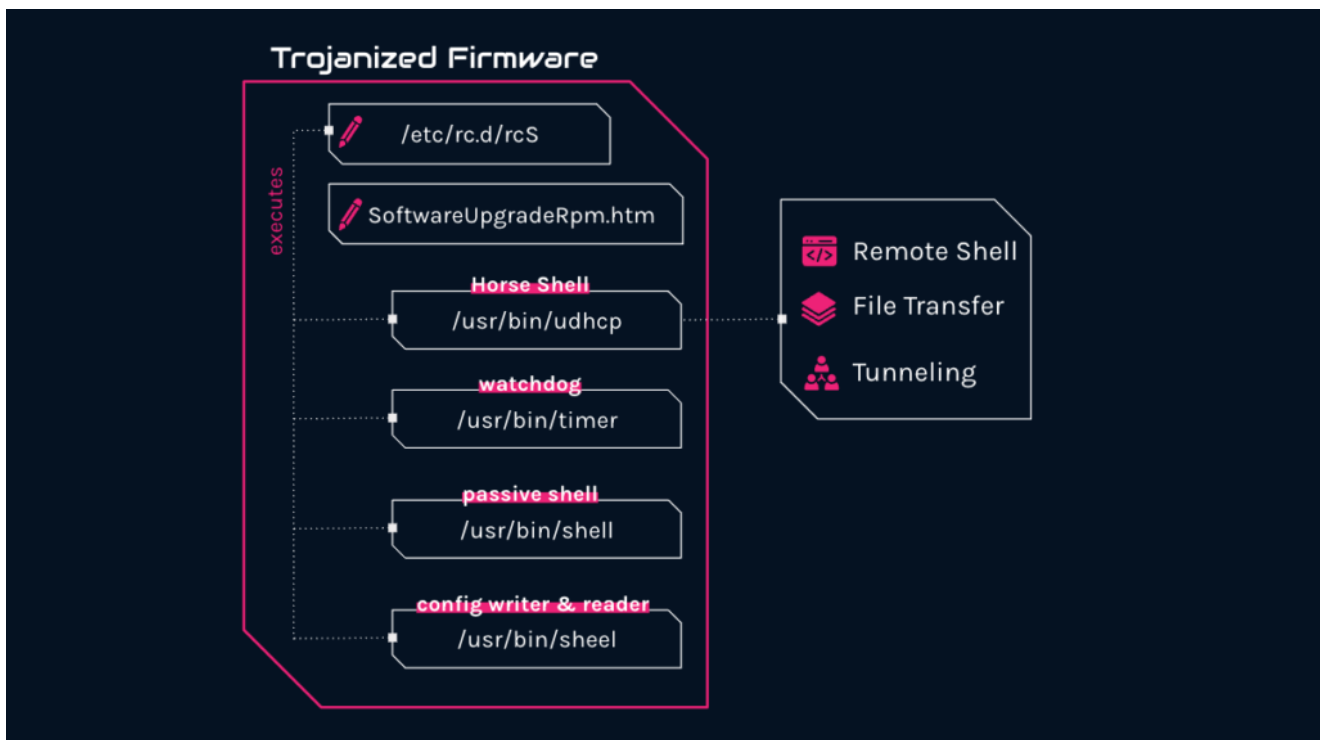 Trojanized Firmware
executes
/etc/rc.d/rcS
SoftwareUpgradeRpm.htm
Horse Shell
/usr/bin/udhcp
watchdog
/usr/bin/timer
passive shell
/usr/bin/shell
config writer & reader
/usr/bin/sheel
Remote Shell
File Transfer
Tunneling